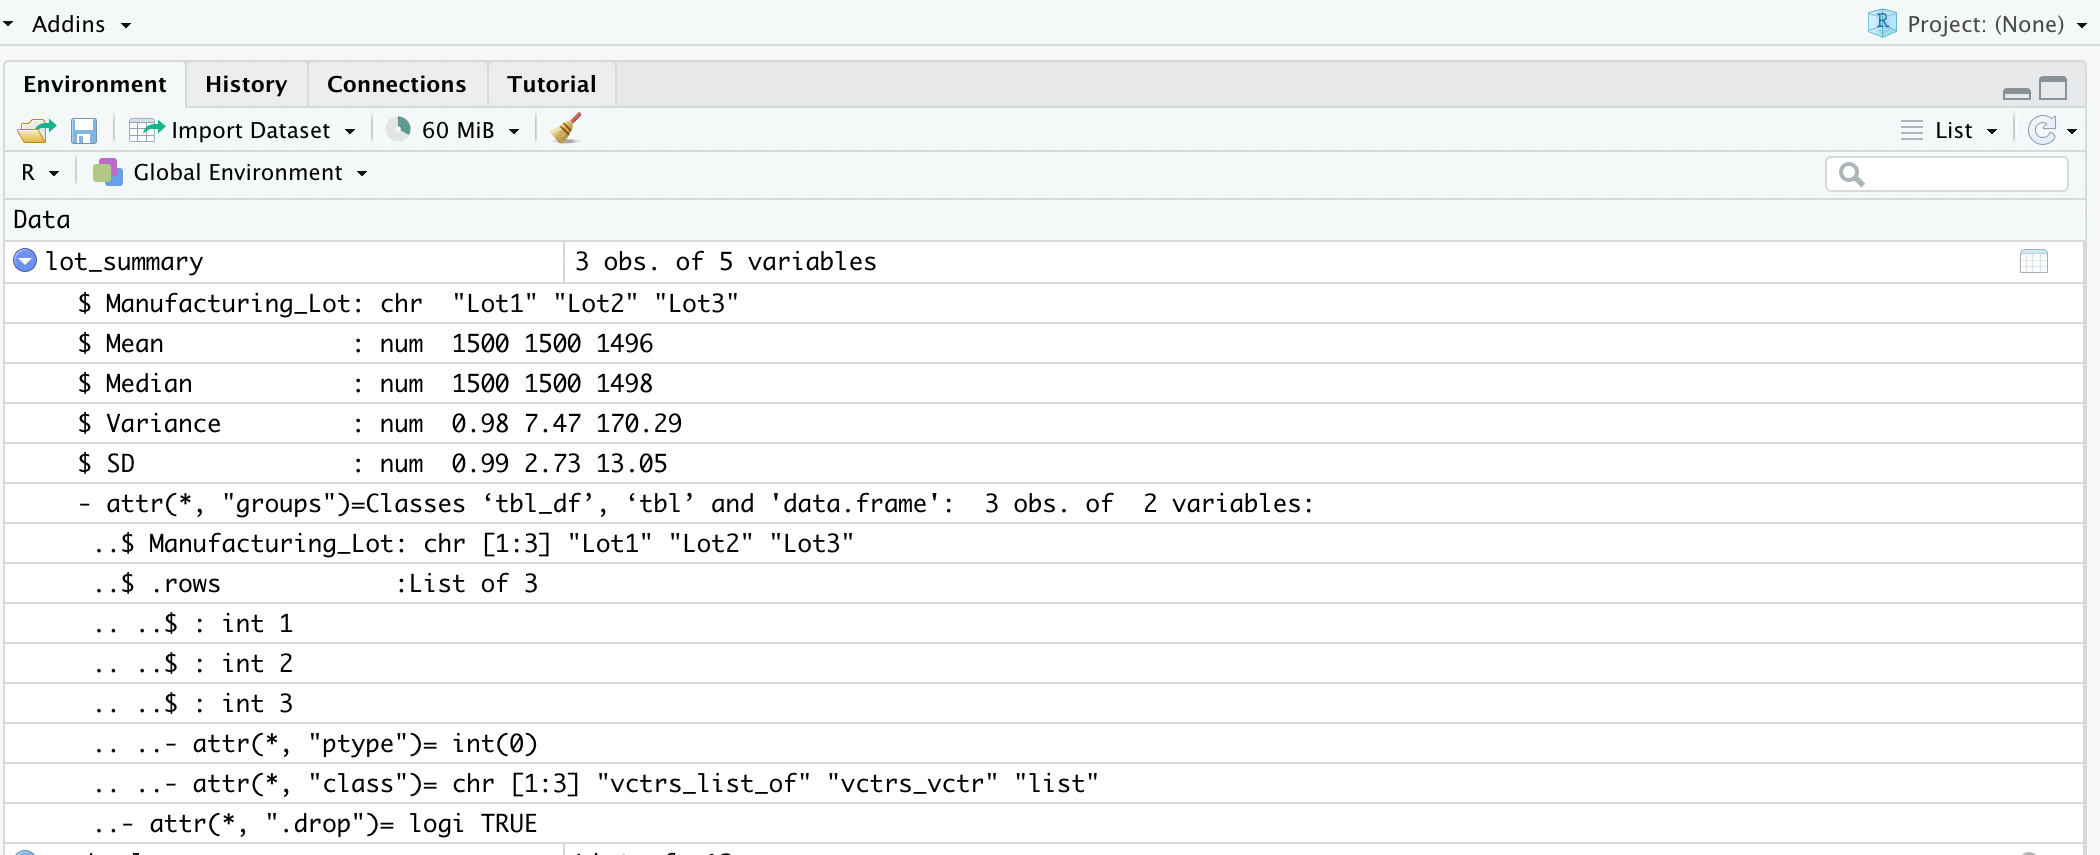 Addins
Project: (None)
Environment History Connections Tutorial
Import Dataset 60 MiB List
R Global Environment
Data
lot_summary 3 obs. of 5 variables
$ Manufacturing_Lot: chr "Lot1" "Lot2" "Lot3"
$ Mean : num 1500 1500 1496
$ Median : num 1500 1500 1498
$ Variance : num 0.98 7.47 170.29
$ SD : num 0.99 2.73 13.05
- attr(*, "groups")=Classes ‘tbl_df’, ‘tbl’ and 'data.frame': 3 obs. of 2 variables:
..$ Manufacturing_Lot: chr [1:3] "Lot1" "Lot2" "Lot3"
..$ .rows :List of 3
.. ..$ : int 1
.. ..$ : int 2
.. ..$ : int 3
.. ..- attr(*, "ptype")= int(0)
.. ..- attr(*, "class")= chr [1:3] "vctrs_list_of" "vctrs_vctr" "list"
..- attr(*, ".drop")= logi TRUE